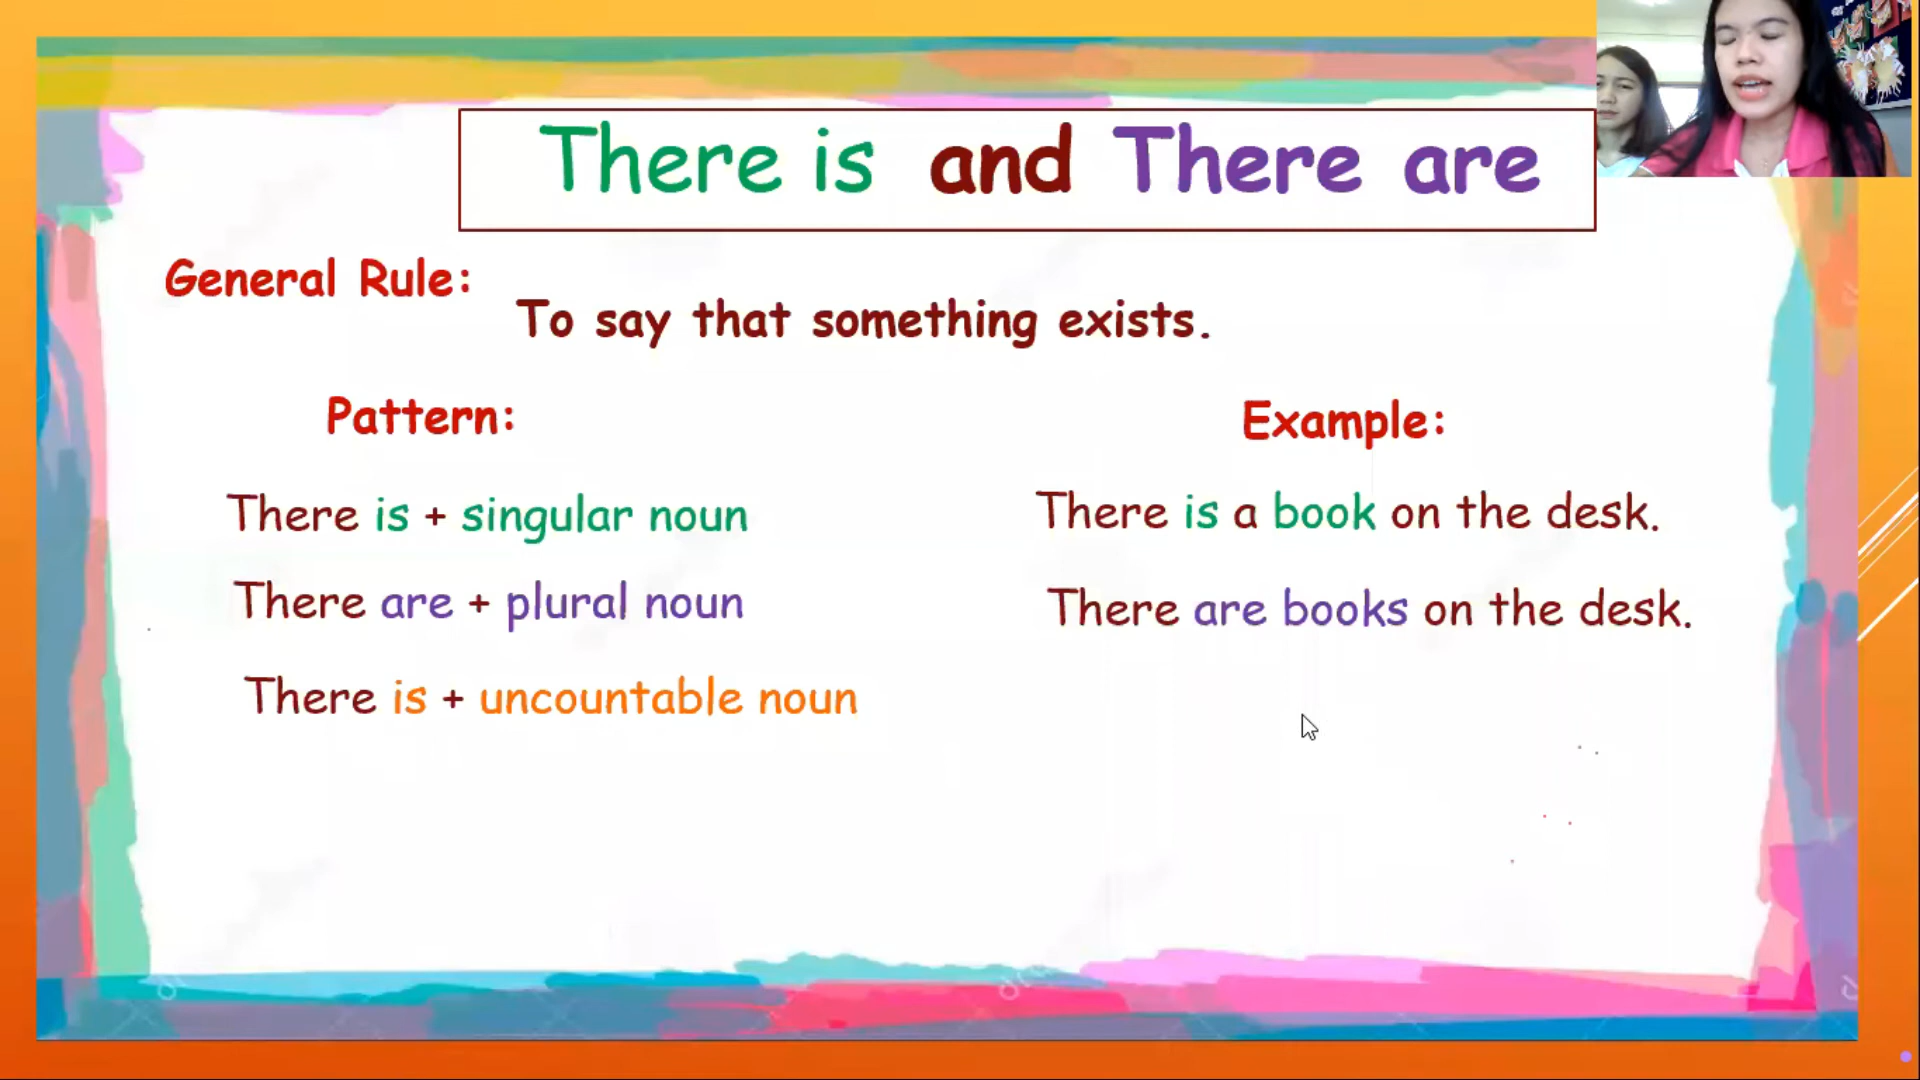 There is and There are
General Rule:
To say that something exists.
Pattern:
Example:
There is + singular noun
There is a book on the desk.
There are + plural noun
There are books on the desk.
There is + uncountable noun